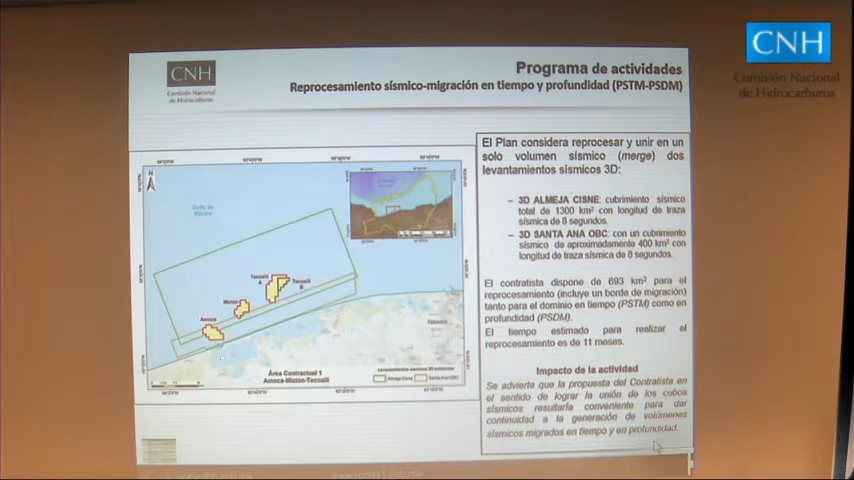 CNH
Comisión Nacional
de Hidrocarburos
CNH
Comisión Nacional
de Hidrocarburos
Programa de actividades
Reprocesamiento sísmico-migración en tiempo y profundidad (PSTM-PSDM)
N
Golfo de
México
Tecoalli
A
Tecoalli
B
Mizton
Amoca
Tabasco
Área Contractual 1
Amoca-Miztón-Tecoalli
El Plan considera reprocesar y unir en un
solo volumen sísmico (merge) dos
levantamientos sísmicos 3D:
– 3D ALMEJA CISNE: cubrimiento sísmico
total de 1300 km² con longitud de traza
sísmica de 8 segundos.
– 3D SANTA ANA OBC: con un cubrimiento
sísmico de aproximadamente 400 km² con
longitud de traza sísmica de 8 segundos.
El contratista dispone de 693 km² para el
reprocesamiento (incluye un borde de migración)
tanto para el dominio en tiempo (PSTM) como en
profundidad (PSDM).
El tiempo estimado para realizar el
reprocesamiento es de 11 meses.
Impacto de la actividad
Se advierte que la propuesta del Contratista en
el sentido de lograr la unión de los cubos
sísmicos resultaría conveniente para dar
continuidad a la generación de volúmenes
sísmicos migrados en tiempo y en profundidad.